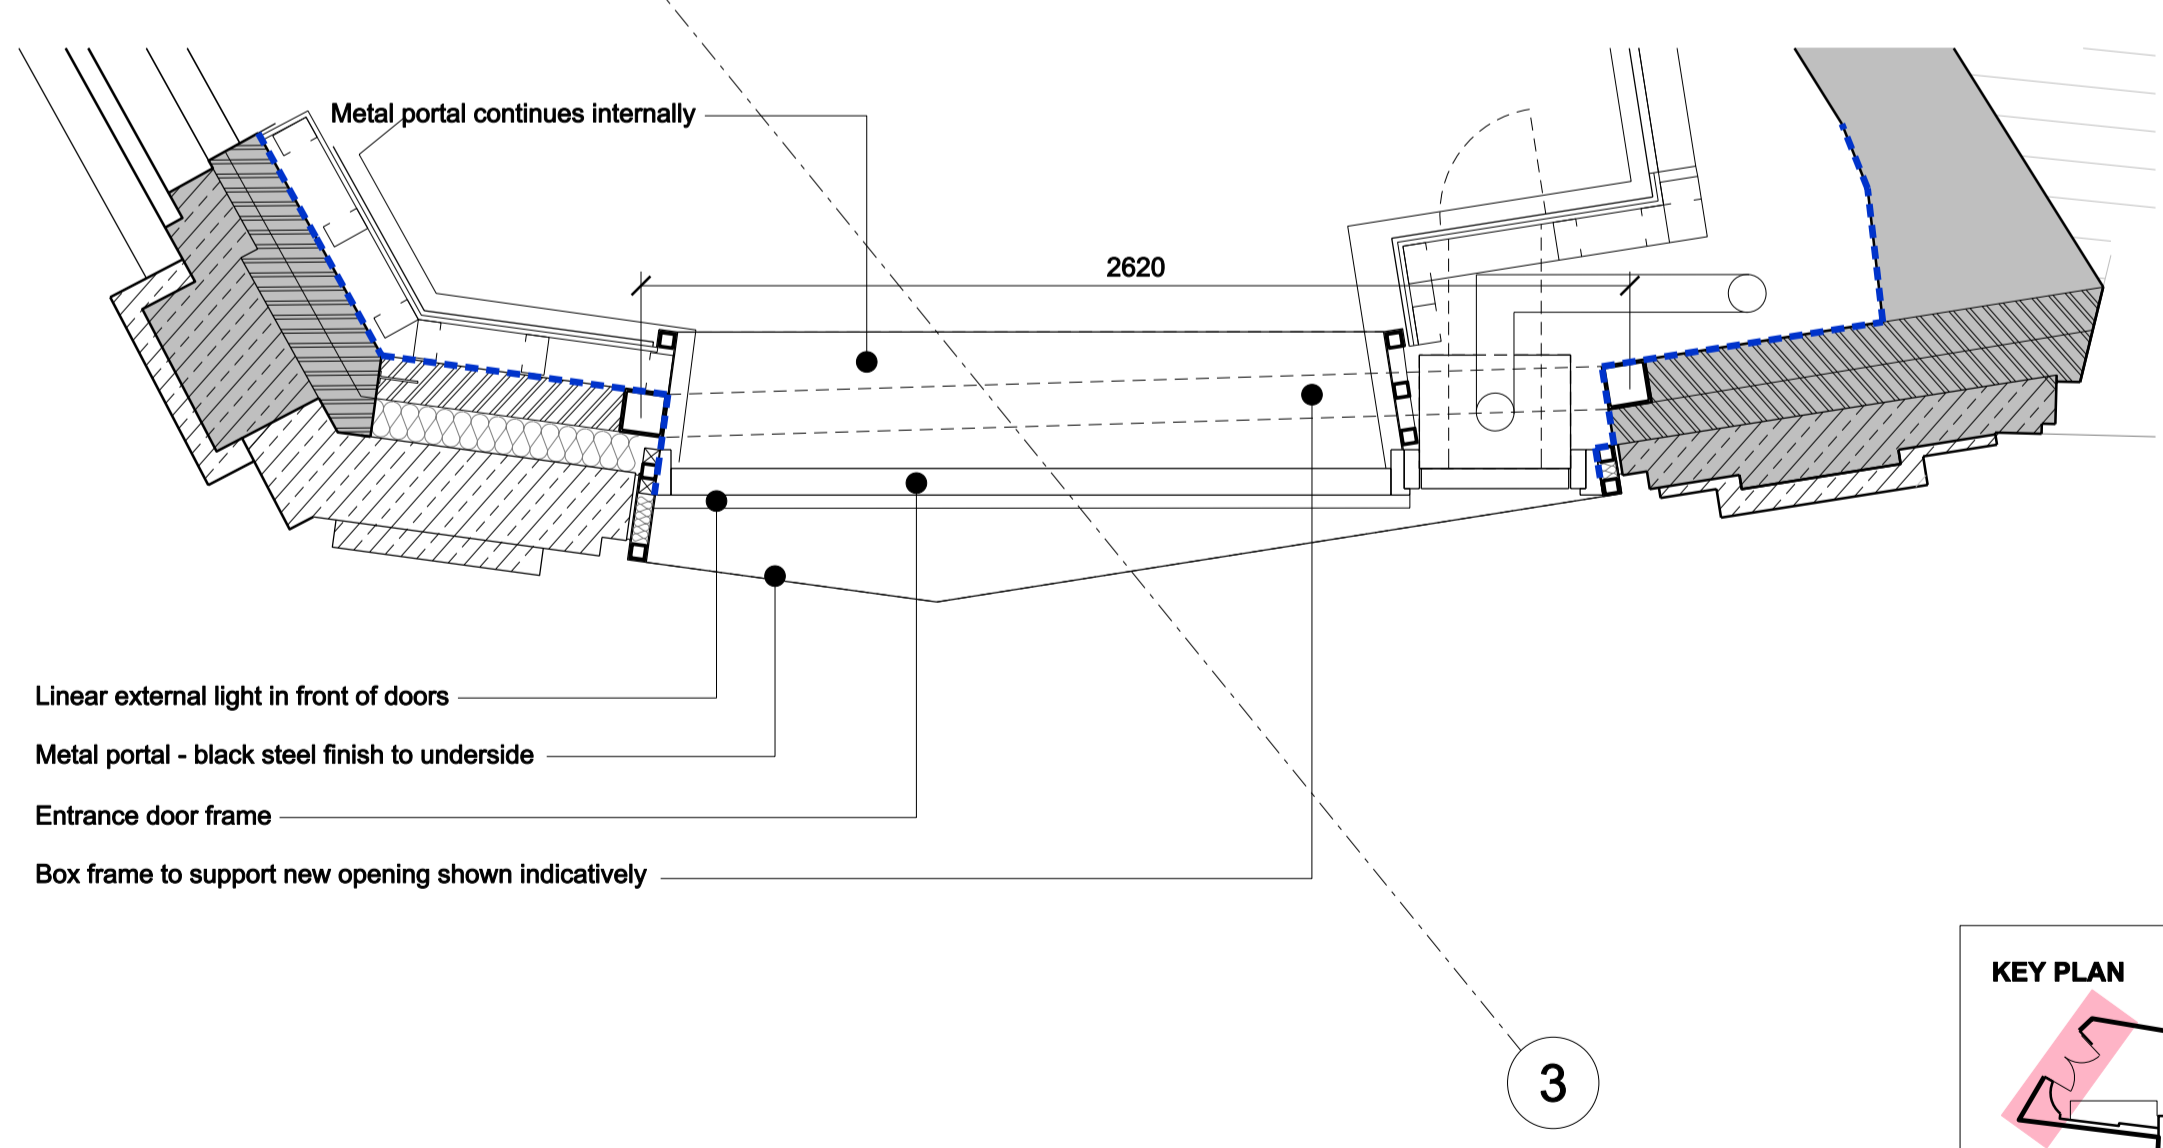 Metal portal continues internally
2620
Linear external light in front of doors
Metal portal - black steel finish to underside
Entrance door frame
Box frame to support new opening shown indicatively
KEY PLAN
3